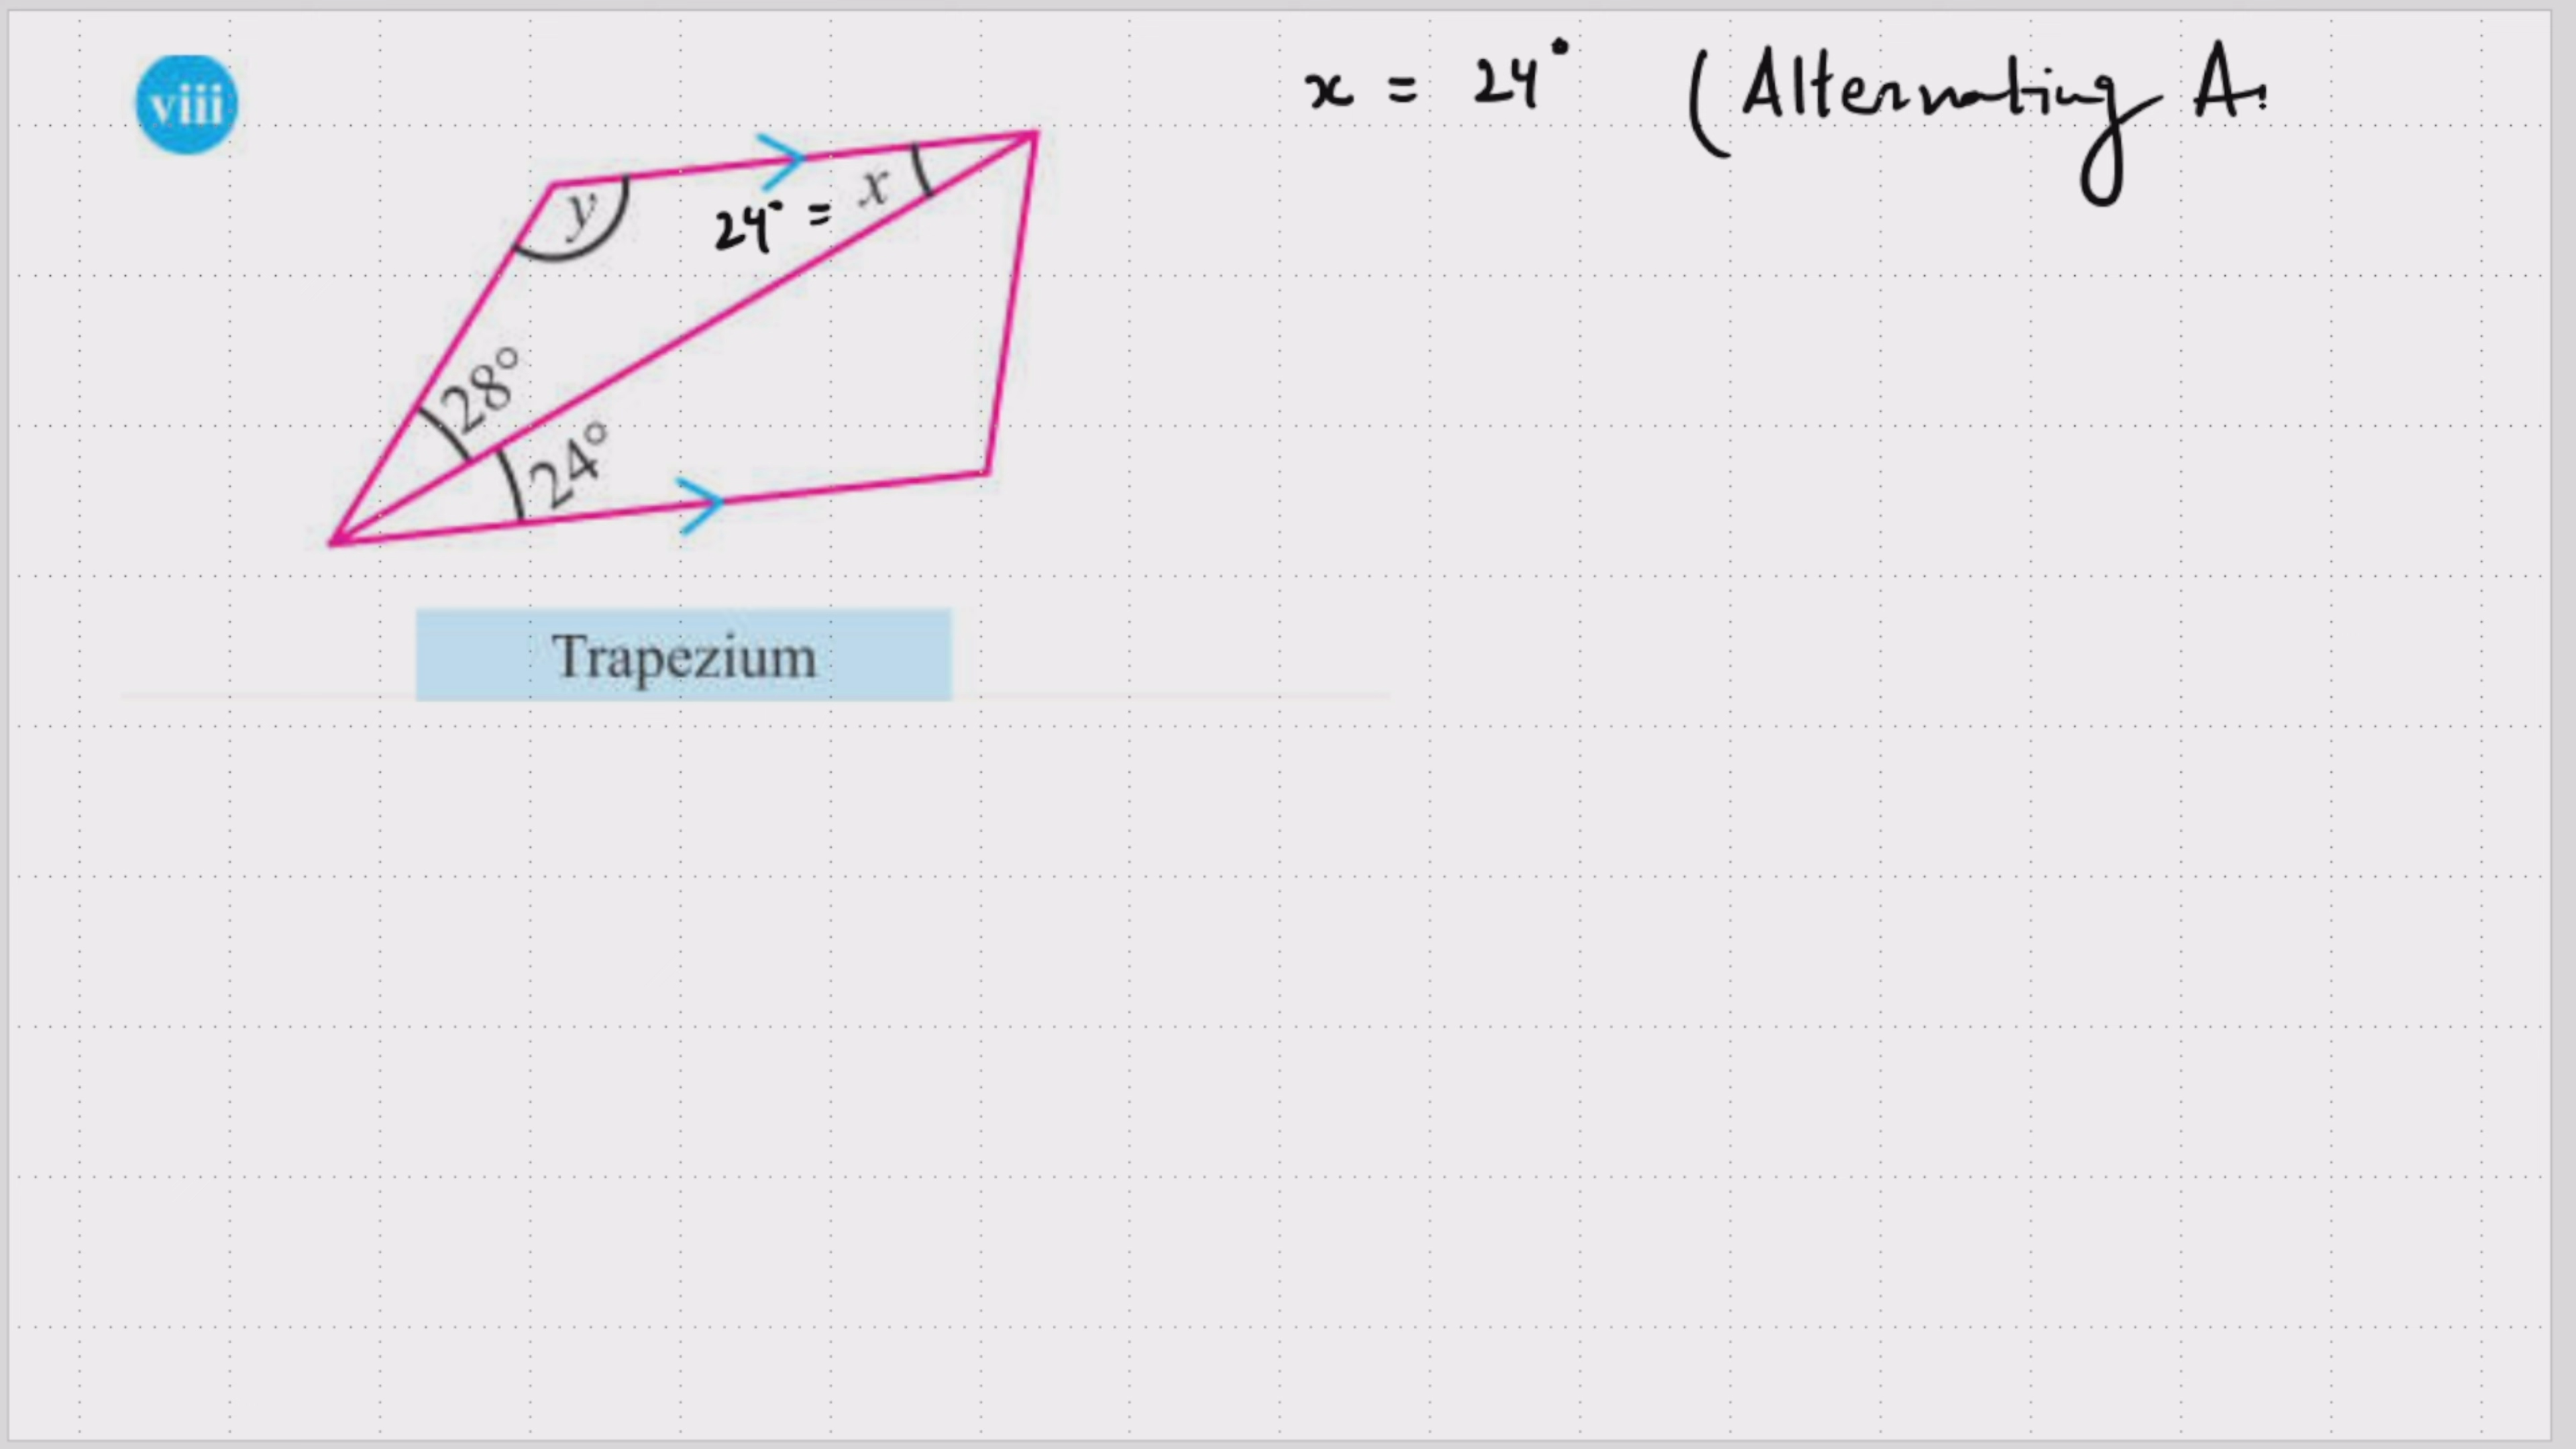 viii
x = 24° (Alternating A
y
24° = x
28°
24°
Trapezium